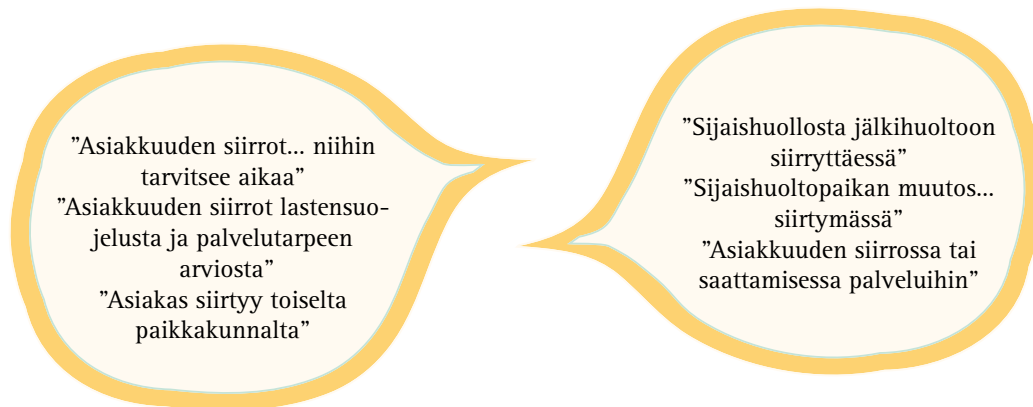 ”Asiakkuuden siirrot... niihin
tarvitsee aikaa”
”Asiakkuuden siirrot lastensuo-
jelusta ja palvelutarpeen
arviosta”
”Asiakas siirtyy toiselta
paikkakunnalta”
”Sijaishuollosta jälkihuoltoon
siirryttäessä”
”Sijaishuoltopaikan muutos...
siirtymässä”
”Asiakkuuden siirrossa tai
saattamisessa palveluihin”